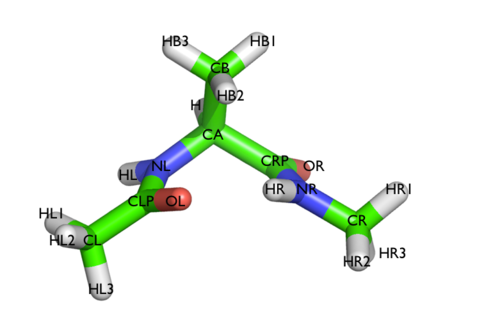 HB3
HB1
CB
HB2
H
CA
NL
HL
CRP
OR
HR
NR
HR1
CLP
OL
HL1
HL2
CL
CR
HR3
HR2
HL3